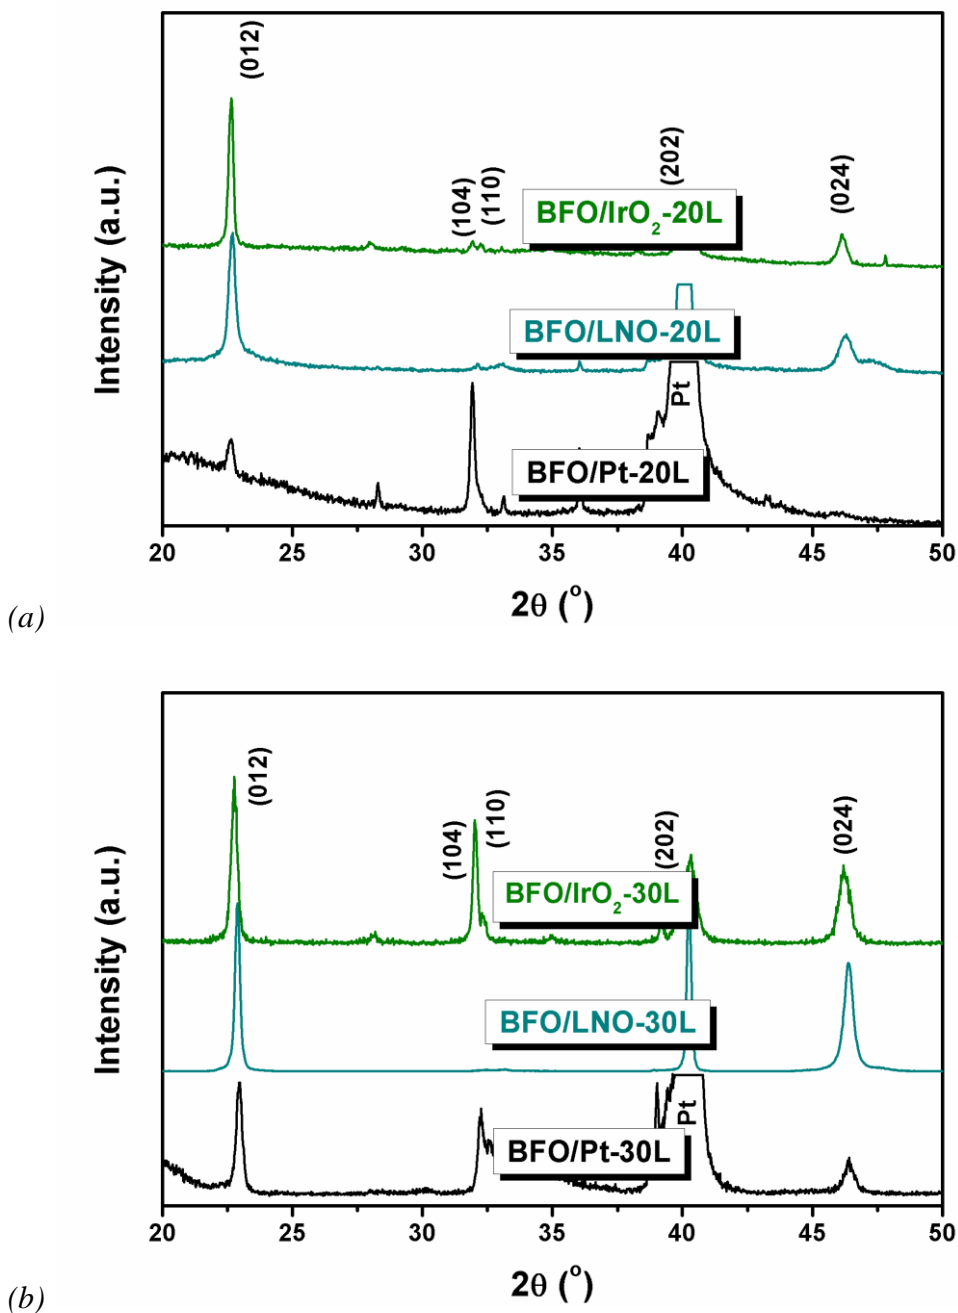 (012)
(104)
(110)
(202)
(024)
BFO/IrO₂-20L
BFO/LNO-20L
Pt
BFO/Pt-20L
Intensity (a.u.)
20 25 30 35 40 45 50
2θ (°)
(a)
(012)
(104)
(110)
(202)
(024)
BFO/IrO₂-30L
BFO/LNO-30L
Pt
BFO/Pt-30L
Intensity (a.u.)
20 25 30 35 40 45 50
2θ (°)
(b)